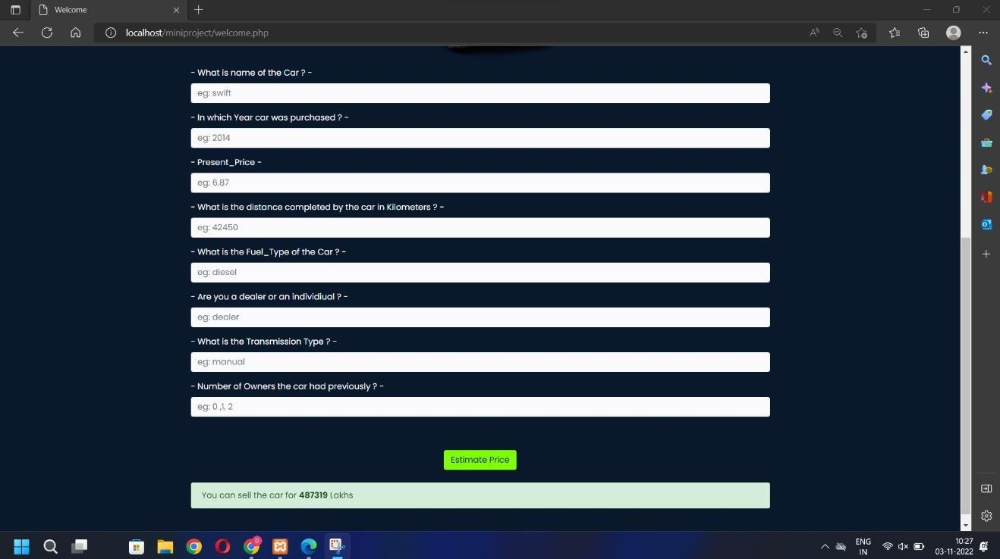 Welcome
localhost/miniproject/welcome.php
- What is name of the Car ? -
eg: swift
- In which Year car was purchased ? -
eg: 2014
- Present_Price -
eg: 6.87
- What is the distance completed by the car in Kilometers ? -
eg: 42450
- What is the Fuel_Type of the Car ? -
eg: diesel
- Are you a dealer or an individiual ? -
eg: dealer
- What is the Transmission Type ? -
eg: manual
- Number of Owners the car had previously ? -
eg: 0 ,1, 2
Estimate Price
You can sell the car for 487319 Lakhs
ENG
IN
10:27
03-11-2022